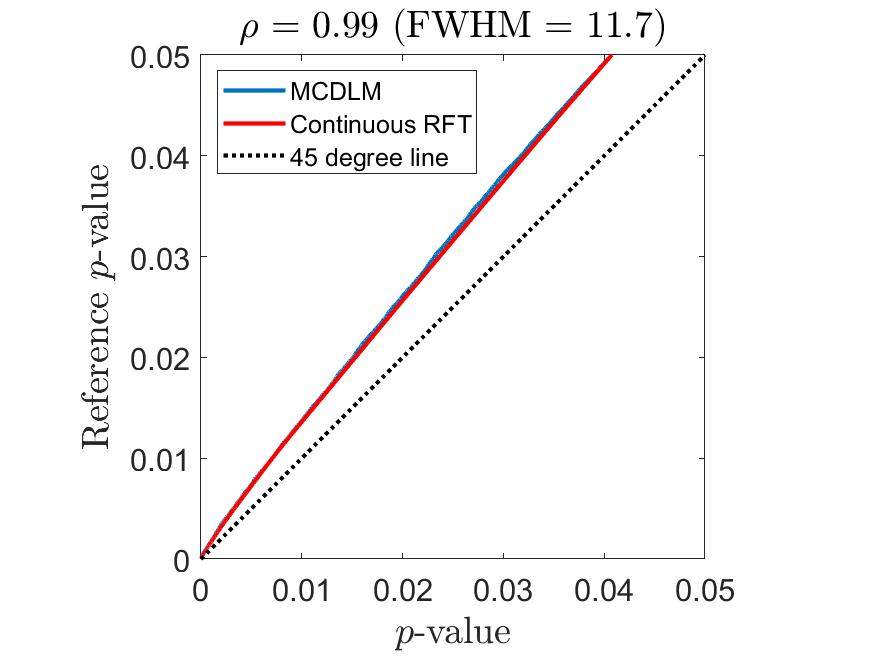 ρ = 0.99 (FWHM = 11.7)
0.05
MCDLM
Continuous RFT
45 degree line
0.04
0.03
0.02
0.01
0
Reference p-value
0 0.01 0.02 0.03 0.04 0.05
p-value